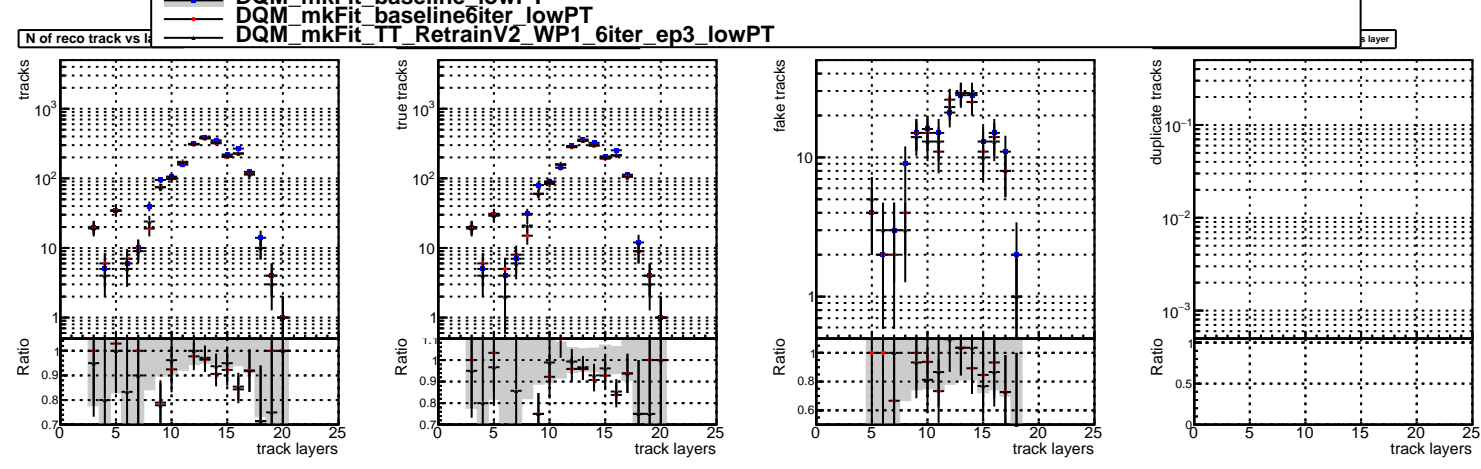 DQM_mkFit_baseline_lowPT
DQM_mkFit_baseline6iter_lowPT
DQM_mkFit_TT_RetrainV2_WP1_6iter_ep3_lowPT
N of reco track vs
layer
tracks
10³
10²
10
1
Ratio
1
0.9
0.8
0.7
0 5 10 15 20 25
track layers
true tracks
10³
10²
10
1
Ratio
1.1
1
0.9
0.8
0.7
0 5 10 15 20 25
track layers
fake tracks
10
1
Ratio
1
0.8
0.6
0 5 10 15 20 25
track layers
duplicate tracks
10⁻¹
10⁻²
10⁻³
Ratio
1
0.5
0
0 5 10 15 20 25
track layers